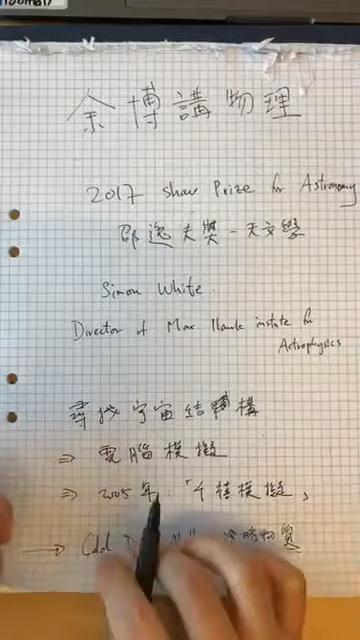 余博講物理
2017 Shaw Prize for Astronomy
邵逸夫獎 - 天文學
Simon White.
Director of Max Planck institute for
Astrophysics
尋找宇宙結構
⇒ 電腦模擬
⇒ 2005年:「千禧模擬」
→ Cold 冷暗物質